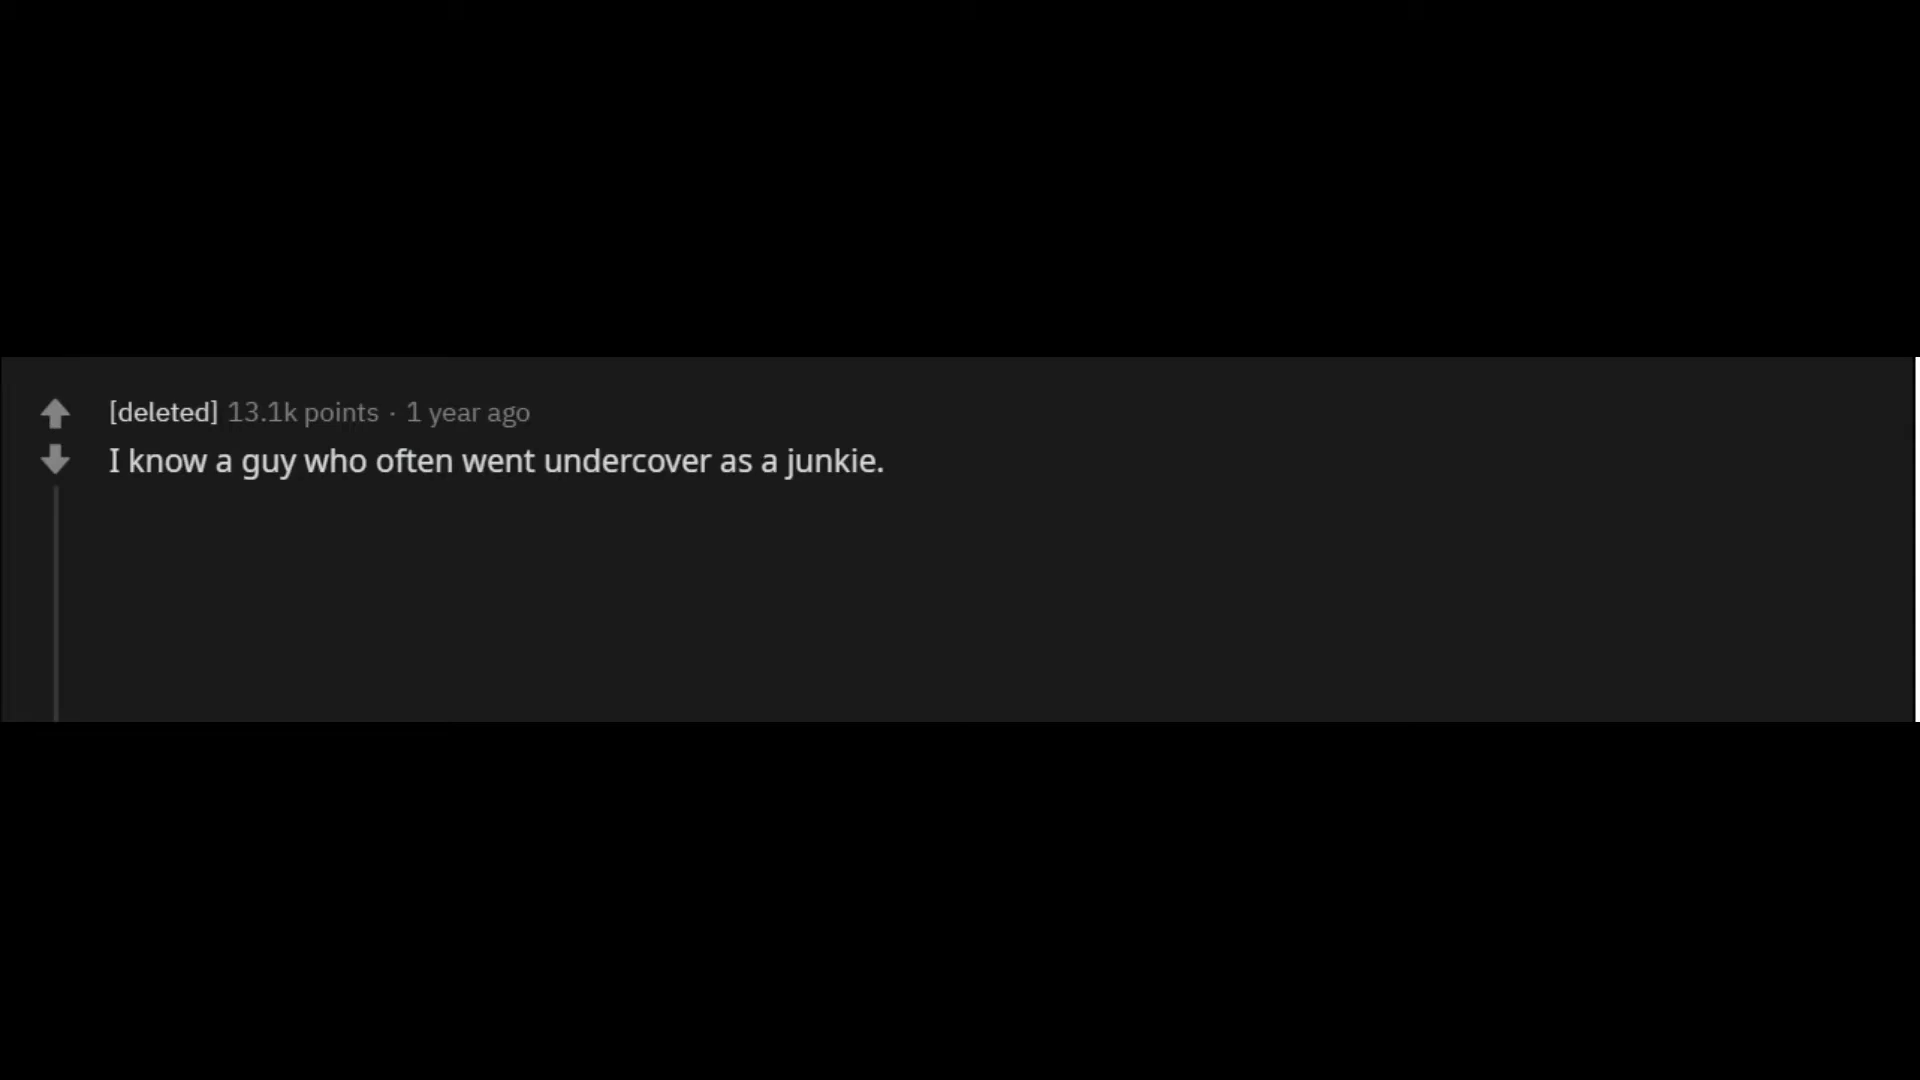 [deleted] 13.1k points · 1 year ago
I know a guy who often went undercover as a junkie.